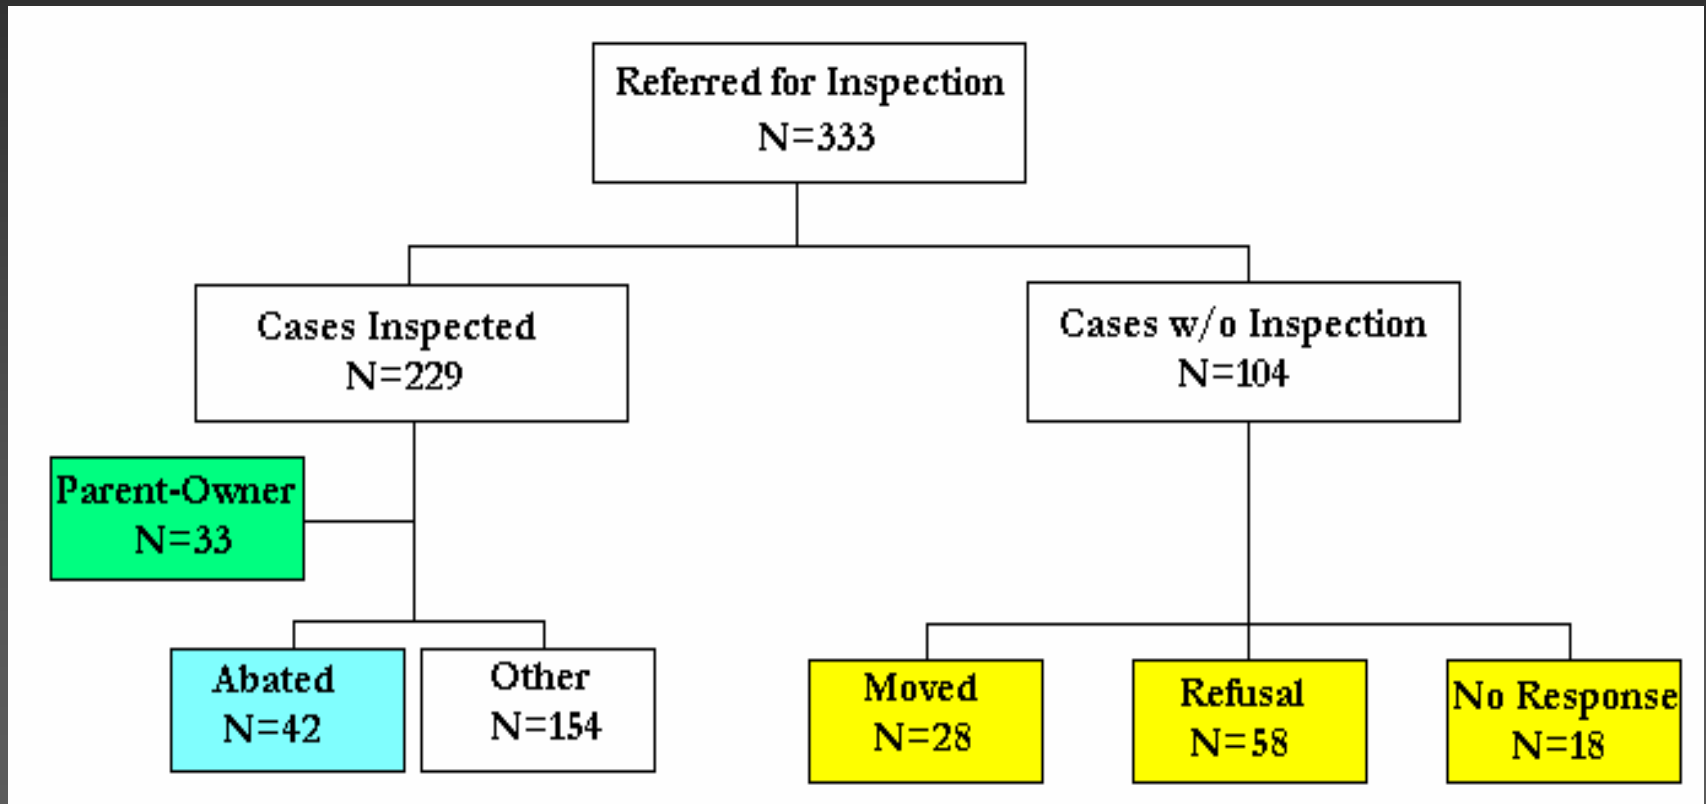 Referred for Inspection
N=333
Cases Inspected
N=229
Cases w/o Inspection
N=104
Parent-Owner
N=33
Abated
N=42
Other
N=154
Moved
N=28
Refusal
N=58
No Response
N=18